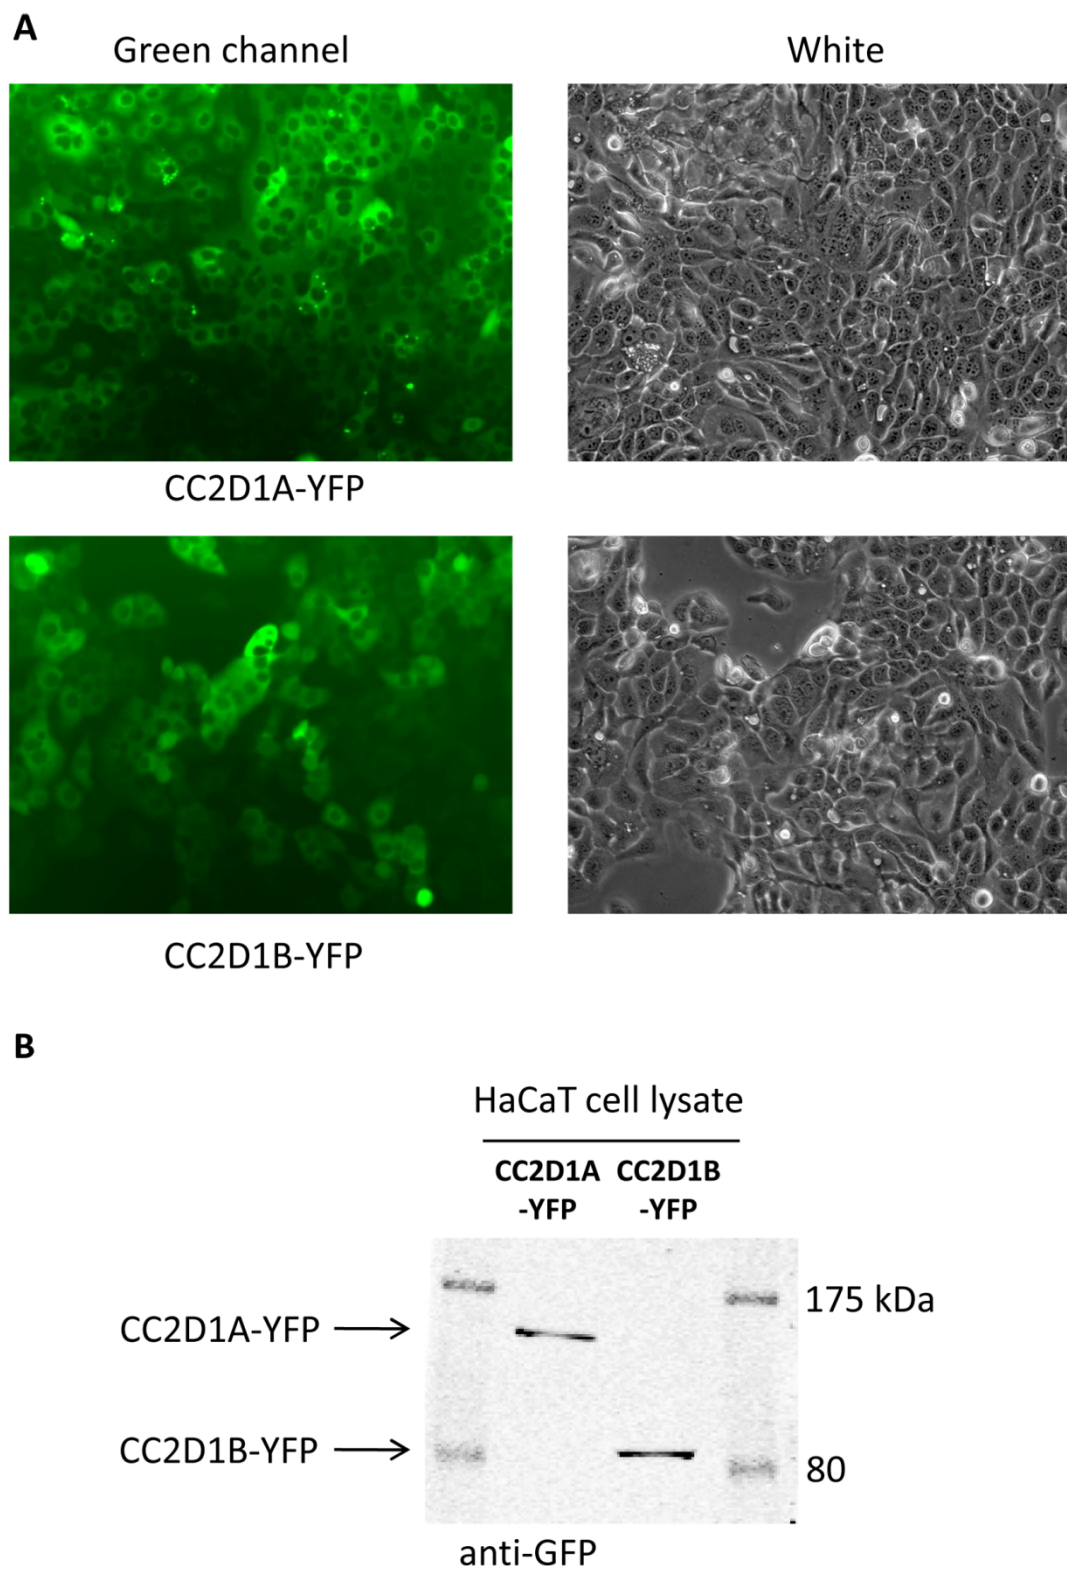 A
Green channel
White
CC2D1A-YFP
CC2D1B-YFP
B
HaCaT cell lysate
CC2D1A CC2D1B
-YFP -YFP
175 kDa
CC2D1A-YFP
CC2D1B-YFP
80
anti-GFP